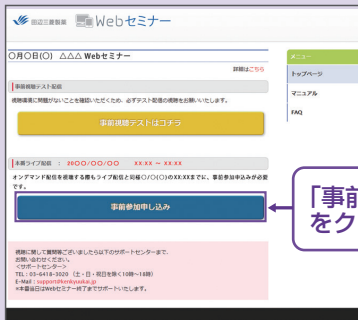 田辺三菱製薬 Webセミナー
〇月〇日(〇) △△△ Webセミナー
詳細はこちら
事前視聴テスト配信
視聴環境に問題がないことを確認いただくため、必ずテスト配信の視聴をお願いいたします。
事前視聴テストはコチラ
本番ライブ配信 : 20〇〇/〇〇/〇〇 XX:XX ～ XX:XX
オンデマンド配信を視聴する際もライブ配信と同様〇/〇(〇)のXX:XXまでに、事前参加申込みが必要
です。
事前参加申し込み
視聴に関して質問等ございましたら以下のサポートセンターまで、
お問い合わせください。
<サポートセンター>
TEL : 03-6418-3020 （土・日・祝日を除く10時～18時）
E-Mail : support@kenkyuukai.jp
※本番当日はWebセミナー終了までサポートいたします。
メニュー
トップページ
マニュアル
FAQ
「事前
をク